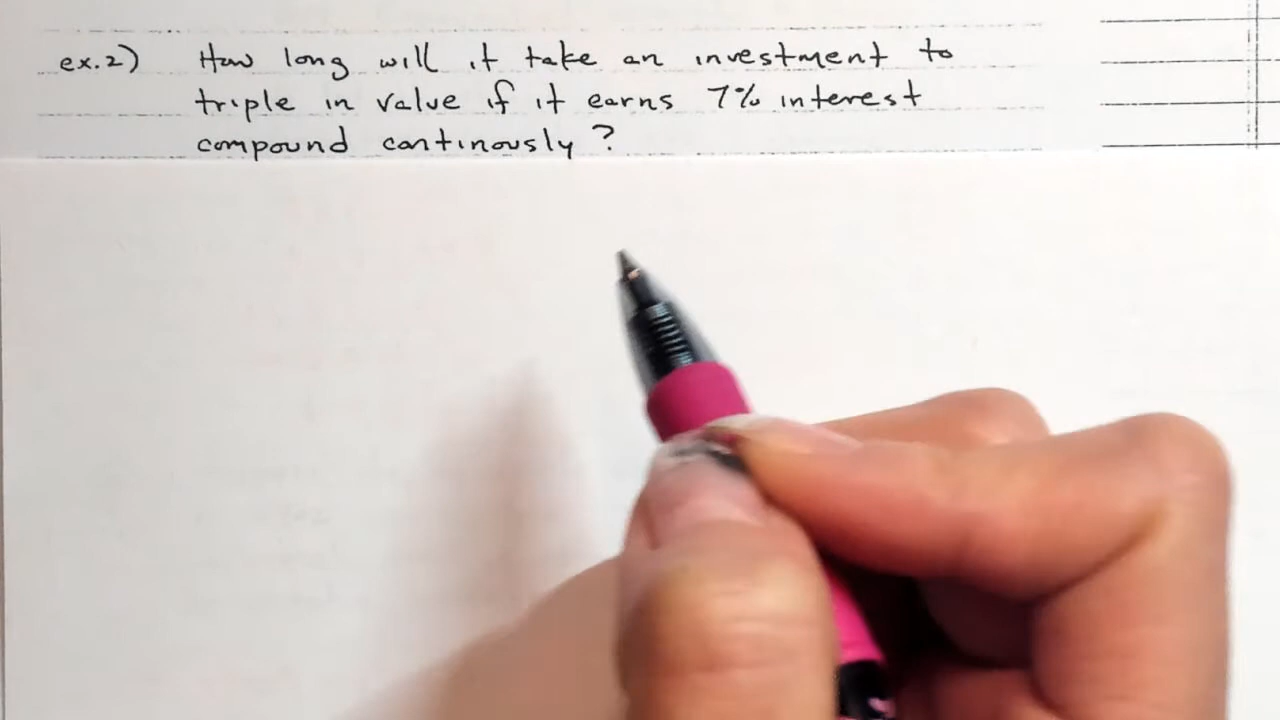 ex.2) How long will it take an investment to
triple in value if it earns 7% interest
compound continously ?